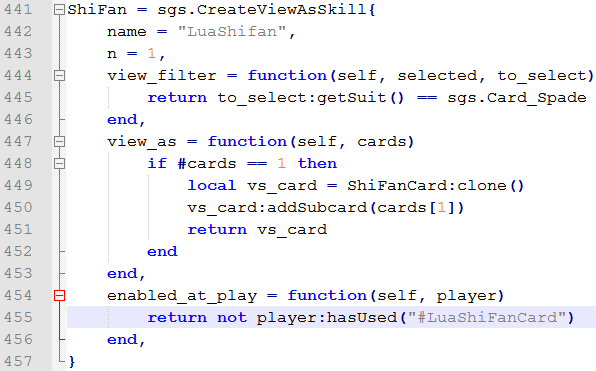 441 ShiFan = sgs.CreateViewAsSkill{
442     name = "LuaShifan",
443     n = 1,
444     view_filter = function(self, selected, to_select)
445         return to_select:getSuit() == sgs.Card_Spade
446     end,
447     view_as = function(self, cards)
448         if #cards == 1 then
449             local vs_card = ShiFanCard:clone()
450             vs_card:addSubcard(cards[1])
451             return vs_card
452         end
453     end,
454     enabled_at_play = function(self, player)
455         return not player:hasUsed("#LuaShiFanCard")
456     end,
457 }